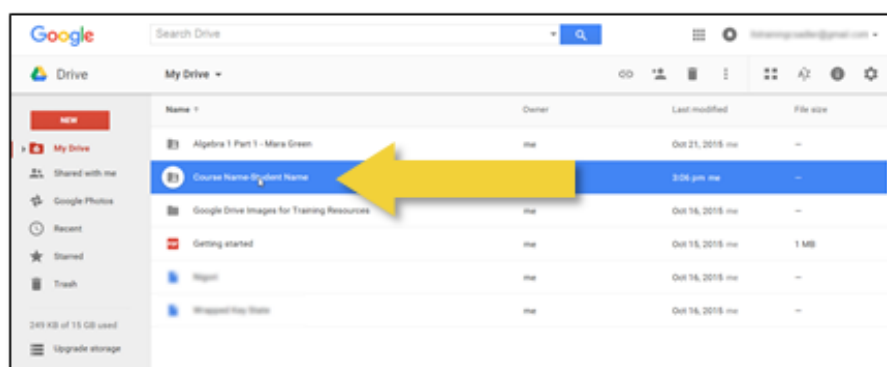 Google
Search Drive
Drive
My Drive
NEW
My Drive
Shared with me
Google Photos
Recent
Starred
Trash
249 KB of 15 GB used
Upgrade storage
Name Owner Last modified File size
Algebra 1 Part 1 - Mara Green me Oct 21, 2015 me –
Course Name-Student Name 3:06 pm me –
Google Drive Images for Training Resources me Oct 16, 2015 me –
PDF Getting started me Oct 15, 2015 me 1 MB
me Oct 16, 2015 me –
me Oct 16, 2015 me –